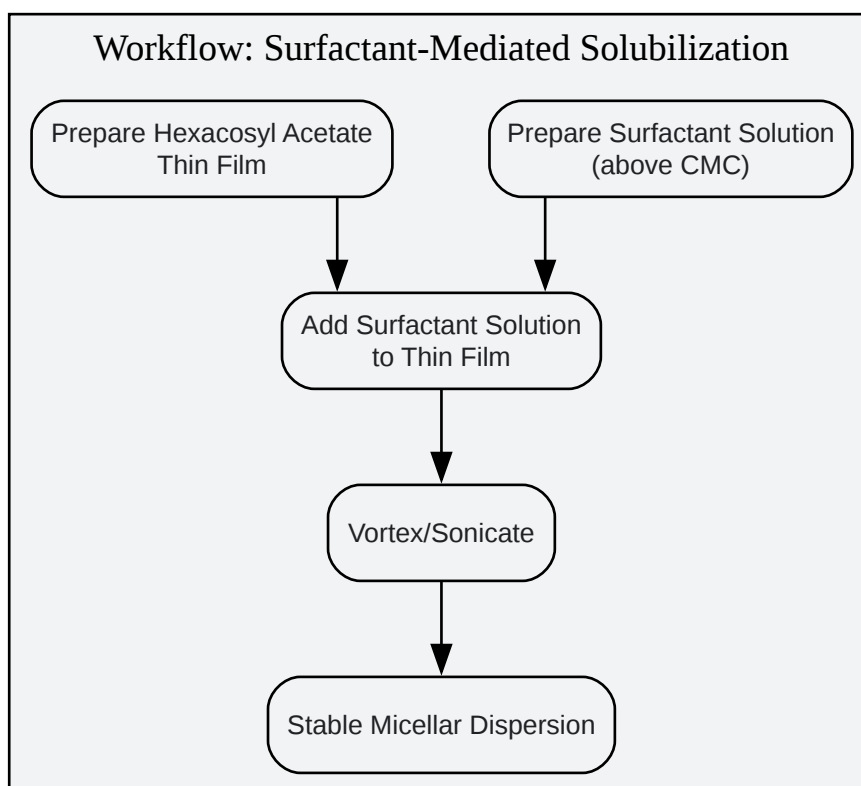 Workflow: Surfactant-Mediated Solubilization
Prepare Hexacosyl Acetate
Thin Film
Prepare Surfactant Solution
(above CMC)
Add Surfactant Solution
to Thin Film
Vortex/Sonicate
Stable Micellar Dispersion